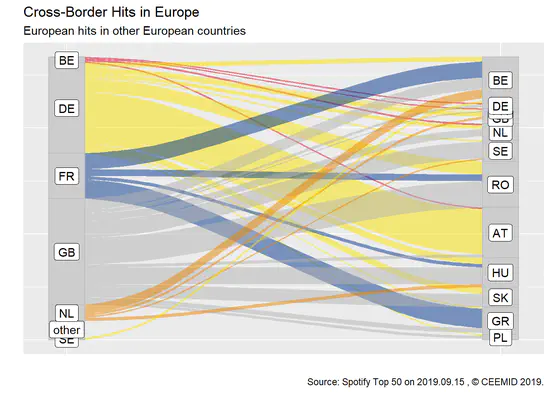 Cross-Border Hits in Europe
European hits in other European countries
BE
DE
FR
GB
NL
other
SE
BE
DE
GB
NL
SE
RO
AT
HU
SK
GR
PL
Source: Spotify Top 50 on 2019.09.15 , © CEEMID 2019.